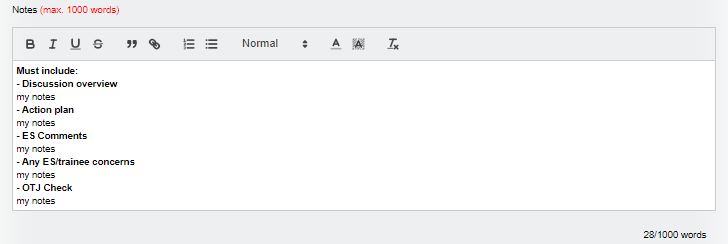 Notes (max. 1000 words)
B I U S Normal A A Tx
Must include:
- Discussion overview
my notes
- Action plan
my notes
- ES Comments
my notes
- Any ES/trainee concerns
my notes
- OTJ Check
my notes
28/1000 words